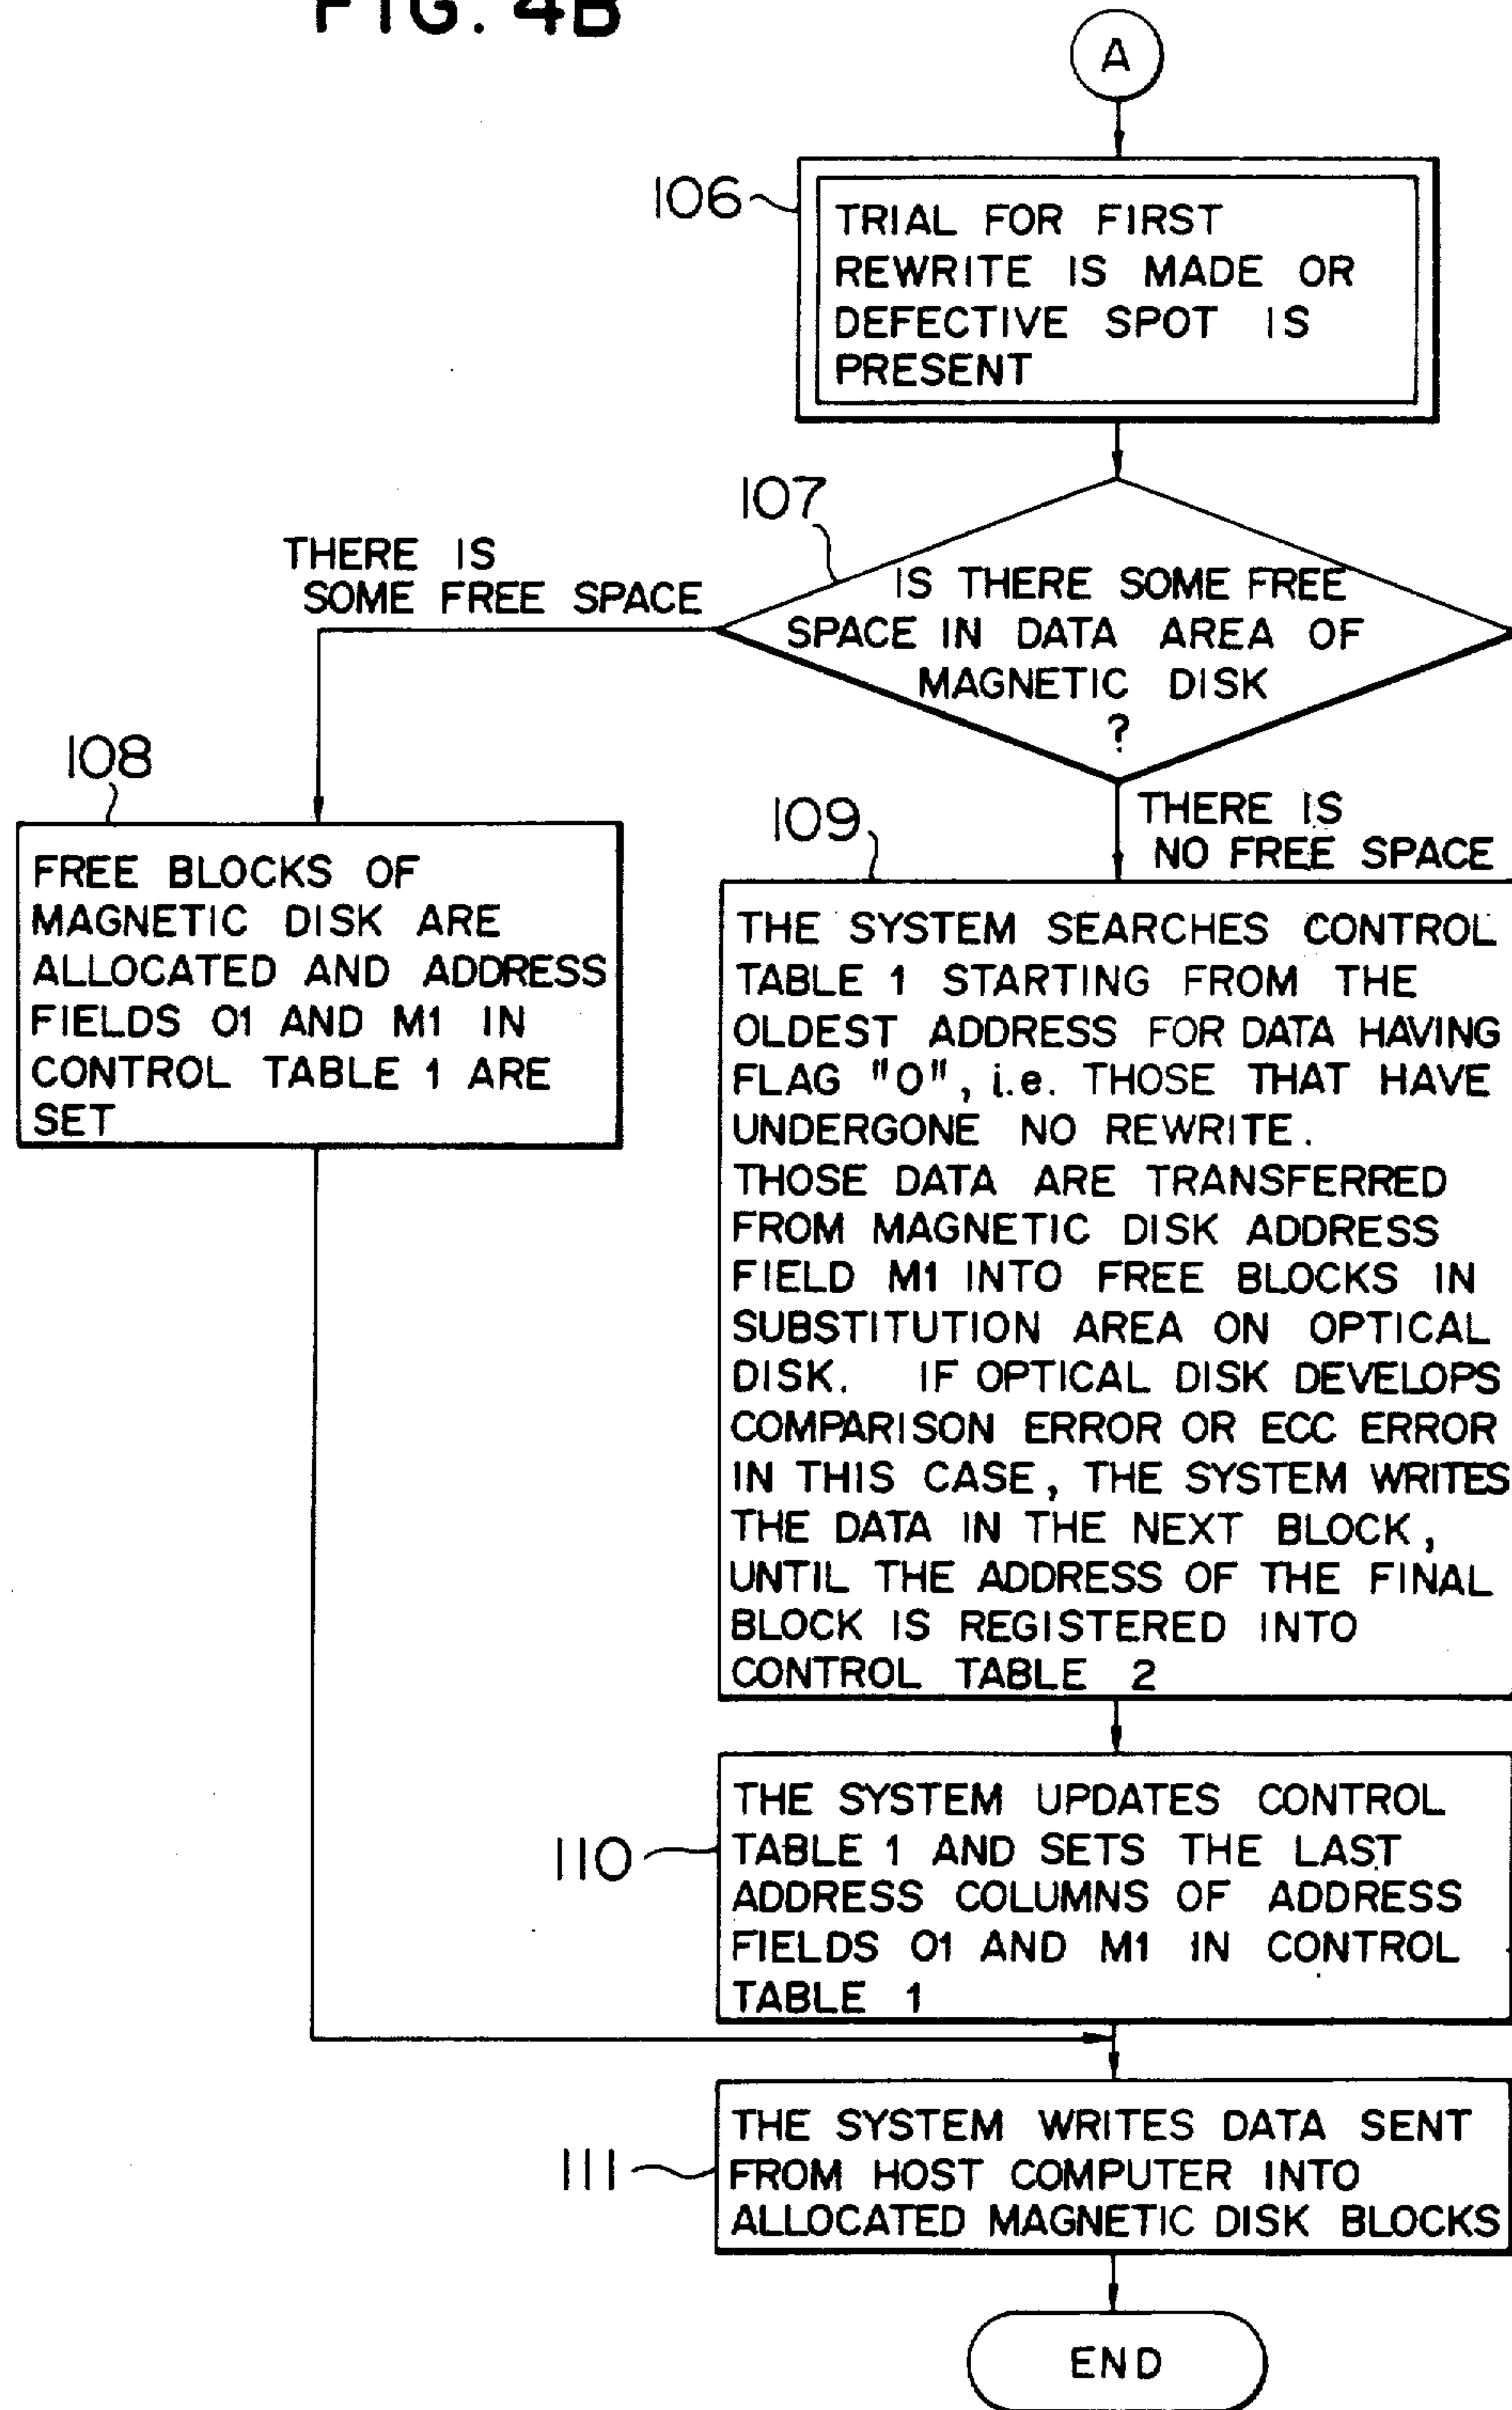 FIG. 4B
A
106
TRIAL FOR FIRST
REWRITE IS MADE OR
DEFECTIVE SPOT IS
PRESENT
107
IS THERE SOME FREE
SPACE IN DATA AREA OF
MAGNETIC DISK
?
THERE IS
SOME FREE SPACE
108
FREE BLOCKS OF
MAGNETIC DISK ARE
ALLOCATED AND ADDRESS
FIELDS O1 AND M1 IN
CONTROL TABLE 1 ARE
SET
THERE IS
NO FREE SPACE
109
THE SYSTEM SEARCHES CONTROL
TABLE 1 STARTING FROM THE
OLDEST ADDRESS FOR DATA HAVING
FLAG "O", i.e. THOSE THAT HAVE
UNDERGONE NO REWRITE.
THOSE DATA ARE TRANSFERRED
FROM MAGNETIC DISK ADDRESS
FIELD M1 INTO FREE BLOCKS IN
SUBSTITUTION AREA ON OPTICAL
DISK. IF OPTICAL DISK DEVELOPS
COMPARISON ERROR OR ECC ERROR
IN THIS CASE, THE SYSTEM WRITES
THE DATA IN THE NEXT BLOCK,
UNTIL THE ADDRESS OF THE FINAL
BLOCK IS REGISTERED INTO
CONTROL TABLE 2
110
THE SYSTEM UPDATES CONTROL
TABLE 1 AND SETS THE LAST
ADDRESS COLUMNS OF ADDRESS
FIELDS O1 AND M1 IN CONTROL
TABLE 1
111
THE SYSTEM WRITES DATA SENT
FROM HOST COMPUTER INTO
ALLOCATED MAGNETIC DISK BLOCKS
END